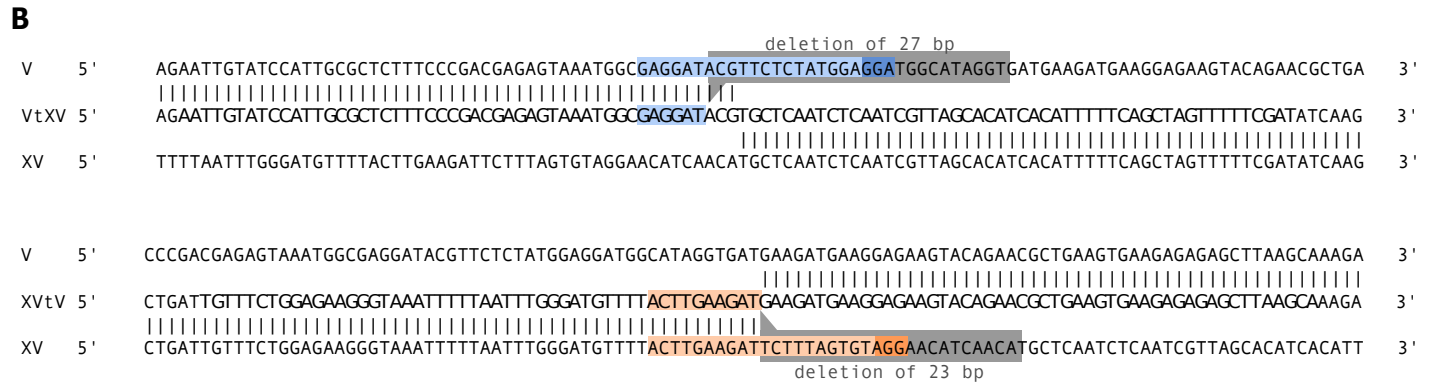 B
deletion of 27 bp
V 5' AGAATTGTATCCATTGCGCTCTTTCCCGACGAGAGTAAATGGCGAGGATACGTTCTCTATGGAGGATGGCATAGGTGATGAAGATGAAGGAGAAGTACAGAACGCTGA 3'
VtXV 5' AGAATTGTATCCATTGCGCTCTTTCCCGACGAGAGTAAATGGCGAGGATACGTGCTCAATCTCAATCGTTAGCACATCACATTTTTCAGCTAGTTTTTCGATATCAAG 3'
XV 5' TTTTAATTTGGGATGTTTTACTTGAAGATTCTTTAGTGTAGGAACATCAACATGCTCAATCTCAATCGTTAGCACATCACATTTTTCAGCTAGTTTTTCGATATCAAG 3'
V 5' CCCGACGAGAGTAAATGGCGAGGATACGTTCTCTATGGAGGATGGCATAGGTGATGAAGATGAAGGAGAAGTACAGAACGCTGAAGTGAAGAGAGAGCTTAAGCAAAGA 3'
XVtV 5' CTGATTGTTTCTGGAGAAGGGTAAATTTTTAATTTGGGATGTTTTACTTGAAGATGAAGATGAAGGAGAAGTACAGAACGCTGAAGTGAAGAGAGAGCTTAAGCAAAGA 3'
XV 5' CTGATTGTTTCTGGAGAAGGGTAAATTTTTAATTTGGGATGTTTTACTTGAAGATTCTTTAGTGTAGGAACATCAACATGCTCAATCTCAATCGTTAGCACATCACATT 3'
deletion of 23 bp